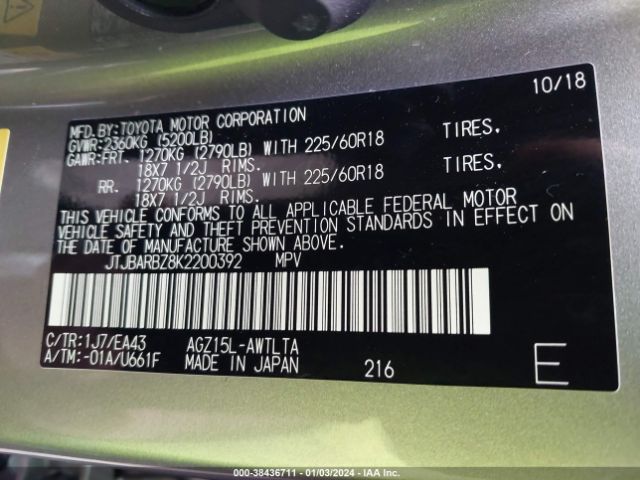 10/18
MFD.BY:TOYOTA MOTOR CORPORATION
GVWR:2360KG (5200LB)
GAWR:FRT. 1270KG (2790LB) WITH 225/60R18 TIRES,
18X7 1/2J RIMS.
RR. 1270KG (2790LB) WITH 225/60R18 TIRES,
18X7 1/2J RIMS.
THIS VEHICLE CONFORMS TO ALL APPLICABLE FEDERAL MOTOR
VEHICLE SAFETY AND THEFT PREVENTION STANDARDS IN EFFECT ON
THE DATE OF MANUFACTURE SHOWN ABOVE.
JTJBARBZ8K2200392 MPV
C/TR:1J7/EA43 AGZ15L-AWTLTA
A/TM:-01A/U661F MADE IN JAPAN 216 E
000-38436711 - 01/03/2024 - IAA Inc.